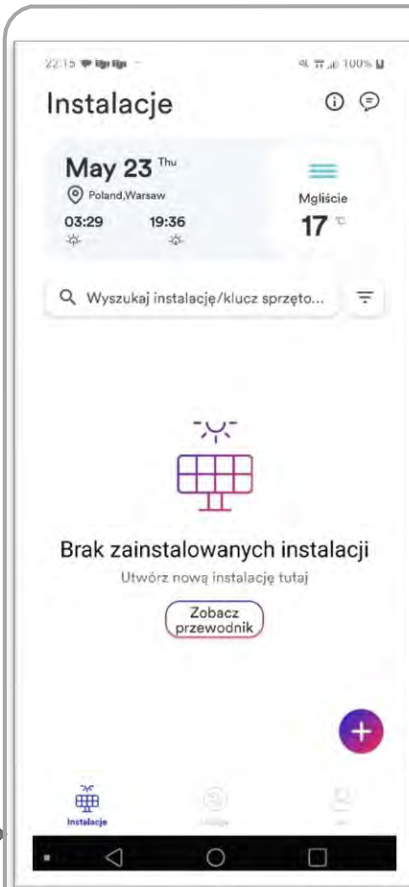 22:15
100%
Instalacje
May 23 Thu
Poland,Warsaw
03:29 19:36
Mgliście
17 °C
Wyszukaj instalację/klucz sprzęto...
Brak zainstalowanych instalacji
Utwórz nową instalację tutaj
Zobacz
przewodnik
Instalacje